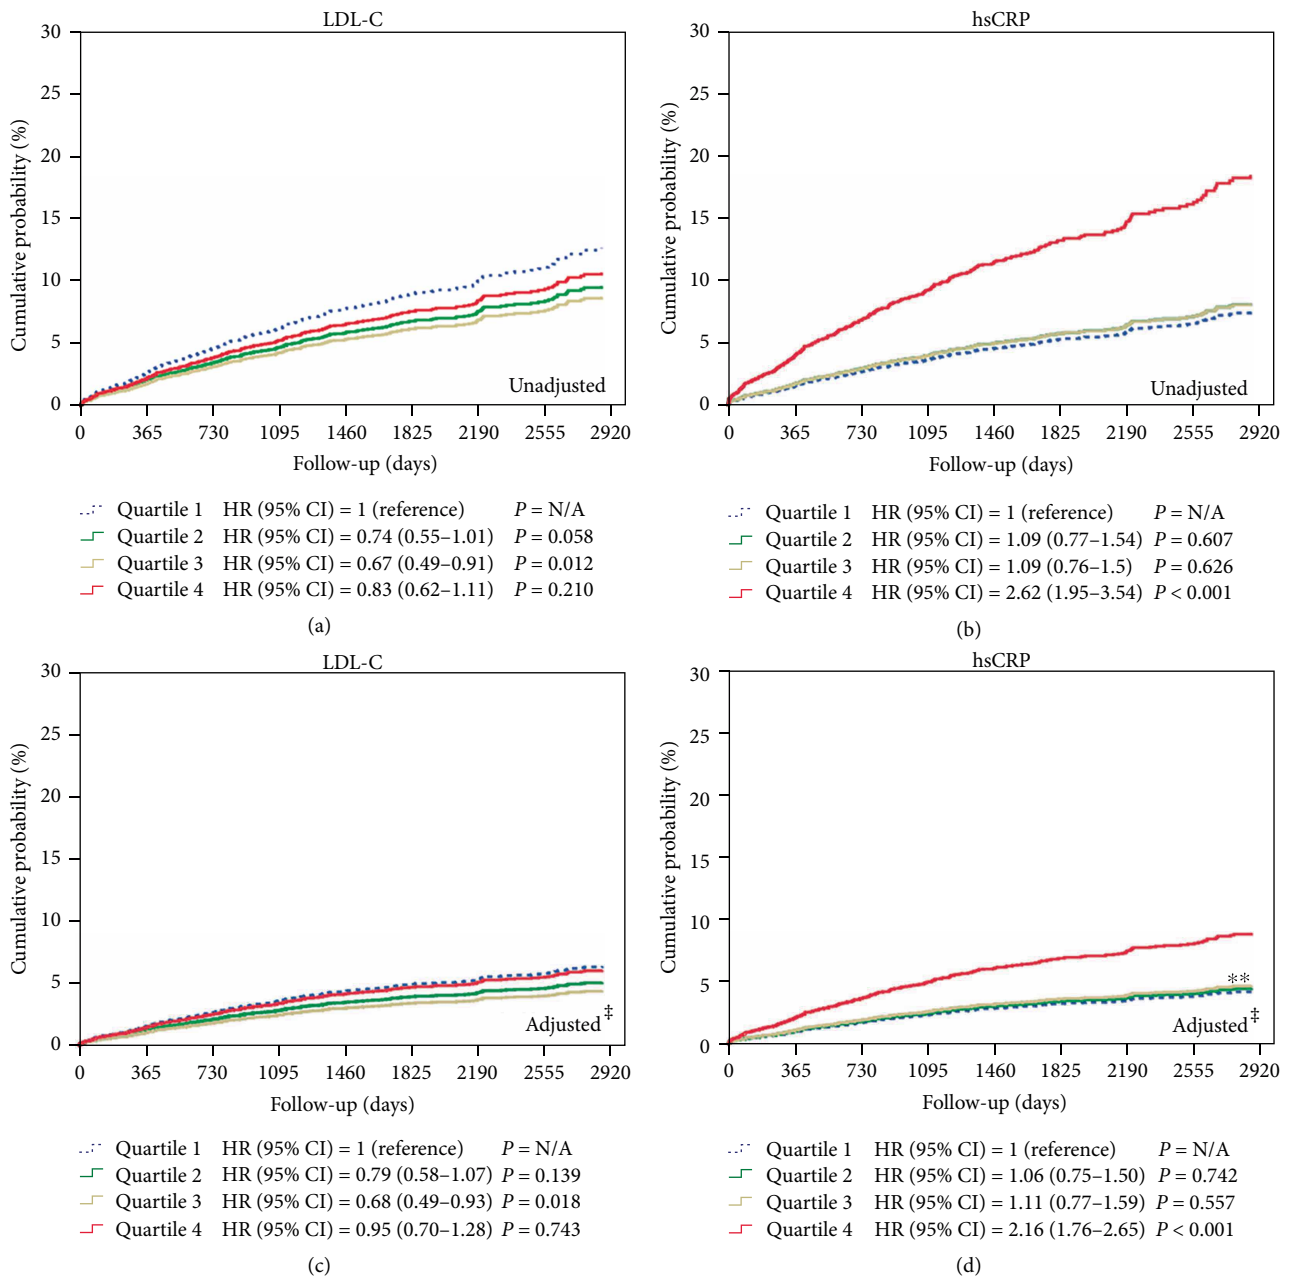 LDL-C
30
25
20
15
10
5
0
Cumulative probability (%)
Unadjusted
0 365 730 1095 1460 1825 2190 2555 2920
Follow-up (days)
Quartile 1 HR (95% CI) = 1 (reference) P = N/A
Quartile 2 HR (95% CI) = 0.74 (0.55–1.01) P = 0.058
Quartile 3 HR (95% CI) = 0.67 (0.49–0.91) P = 0.012
Quartile 4 HR (95% CI) = 0.83 (0.62–1.11) P = 0.210
(a)
hsCRP
30
25
20
15
10
5
0
Cumulative probability (%)
Unadjusted
0 365 730 1095 1460 1825 2190 2555 2920
Follow-up (days)
Quartile 1 HR (95% CI) = 1 (reference) P = N/A
Quartile 2 HR (95% CI) = 1.09 (0.77–1.54) P = 0.607
Quartile 3 HR (95% CI) = 1.09 (0.76–1.5) P = 0.626
Quartile 4 HR (95% CI) = 2.62 (1.95–3.54) P < 0.001
(b)
LDL-C
30
25
20
15
10
5
0
Cumulative probability (%)
Adjusted‡
0 365 730 1095 1460 1825 2190 2555 2920
Follow-up (days)
Quartile 1 HR (95% CI) = 1 (reference) P = N/A
Quartile 2 HR (95% CI) = 0.79 (0.58–1.07) P = 0.139
Quartile 3 HR (95% CI) = 0.68 (0.49–0.93) P = 0.018
Quartile 4 HR (95% CI) = 0.95 (0.70–1.28) P = 0.743
(c)
hsCRP
30
25
20
15
10
5
0
Cumulative probability (%)
**
Adjusted‡
0 365 730 1095 1460 1825 2190 2555 2920
Follow-up (days)
Quartile 1 HR (95% CI) = 1 (reference) P = N/A
Quartile 2 HR (95% CI) = 1.06 (0.75–1.50) P = 0.742
Quartile 3 HR (95% CI) = 1.11 (0.77–1.59) P = 0.557
Quartile 4 HR (95% CI) = 2.16 (1.76–2.65) P < 0.001
(d)